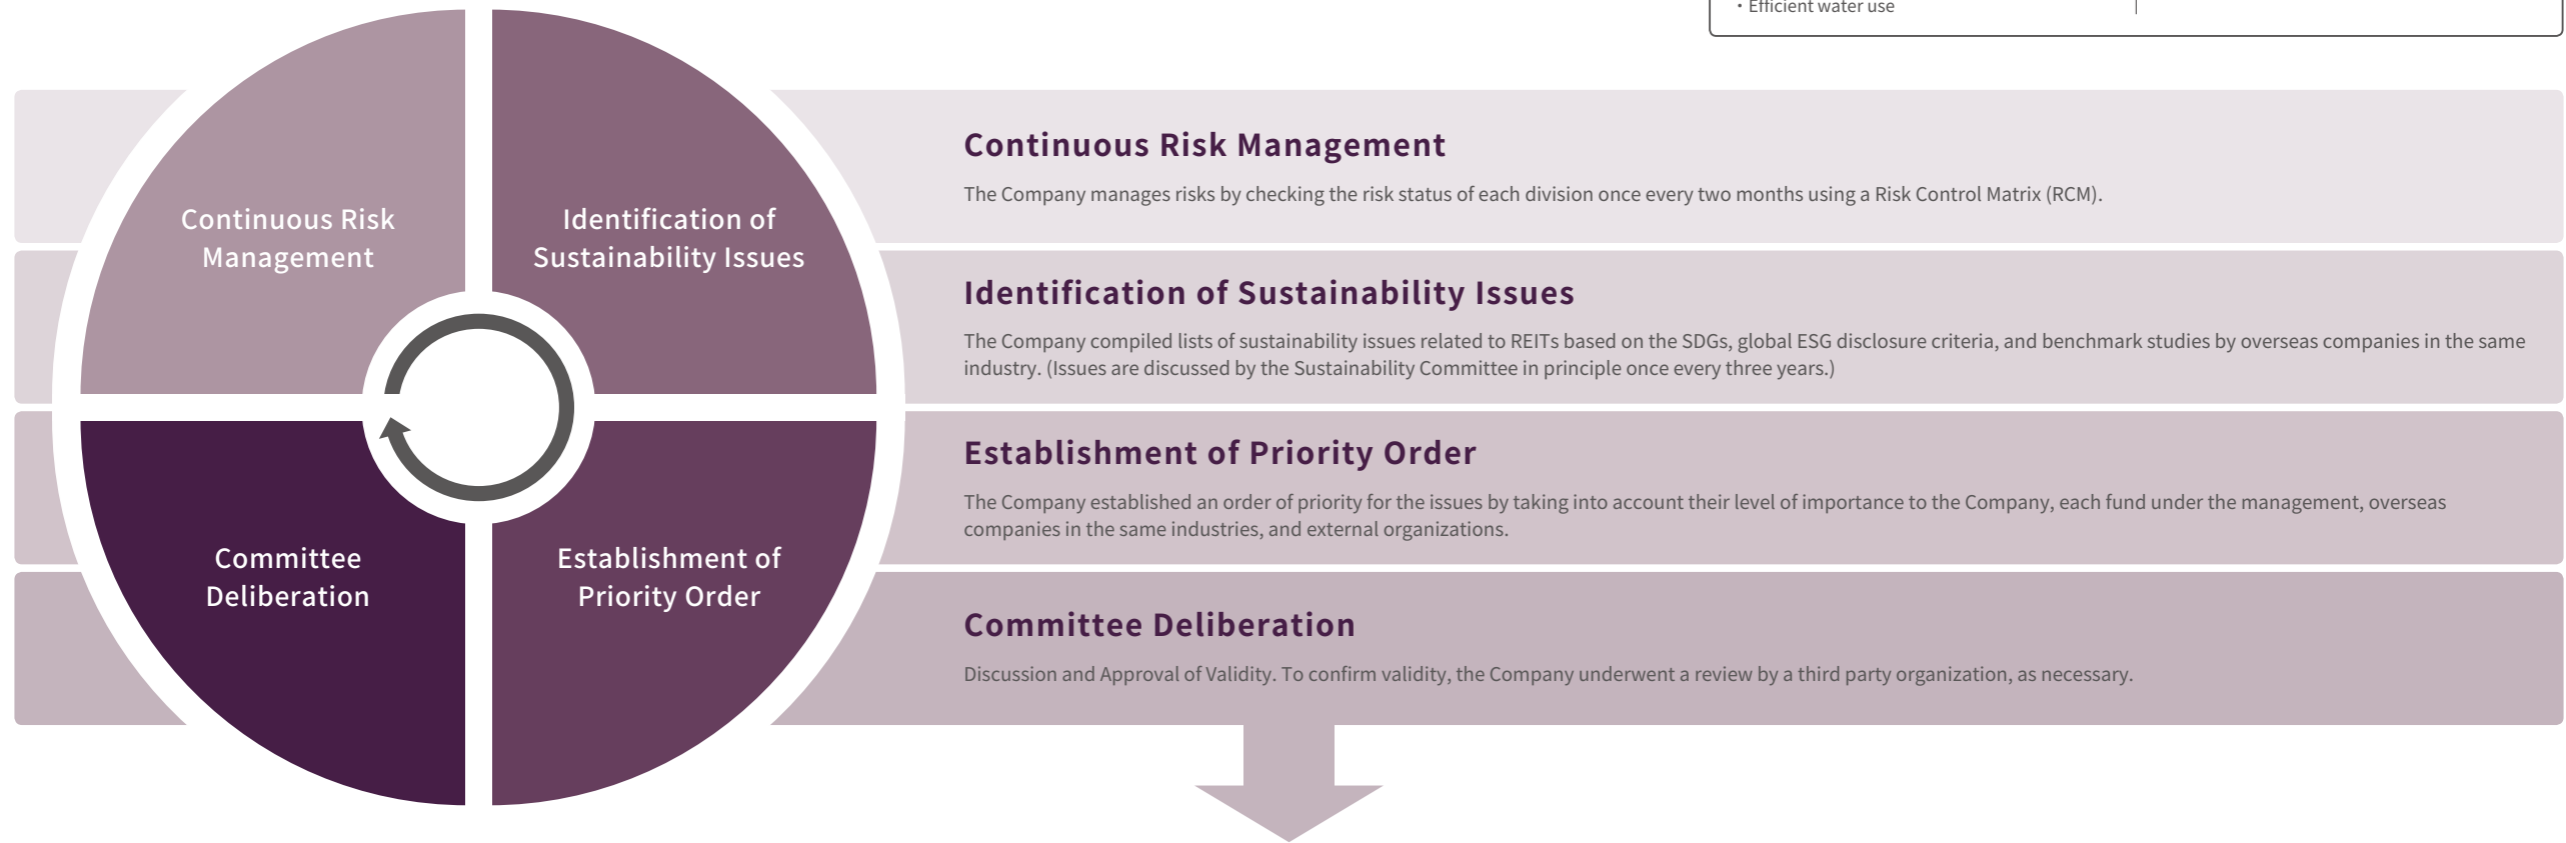 ・Efficient water use
Continuous Risk
Management
Identification of
Sustainability Issues
Committee
Deliberation
Establishment of
Priority Order
Continuous Risk Management
The Company manages risks by checking the risk status of each division once every two months using a Risk Control Matrix (RCM).
Identification of Sustainability Issues
The Company compiled lists of sustainability issues related to REITs based on the SDGs, global ESG disclosure criteria, and benchmark studies by overseas companies in the same
industry. (Issues are discussed by the Sustainability Committee in principle once every three years.)
Establishment of Priority Order
The Company established an order of priority for the issues by taking into account their level of importance to the Company, each fund under the management, overseas
companies in the same industries, and external organizations.
Committee Deliberation
Discussion and Approval of Validity. To confirm validity, the Company underwent a review by a third party organization, as necessary.